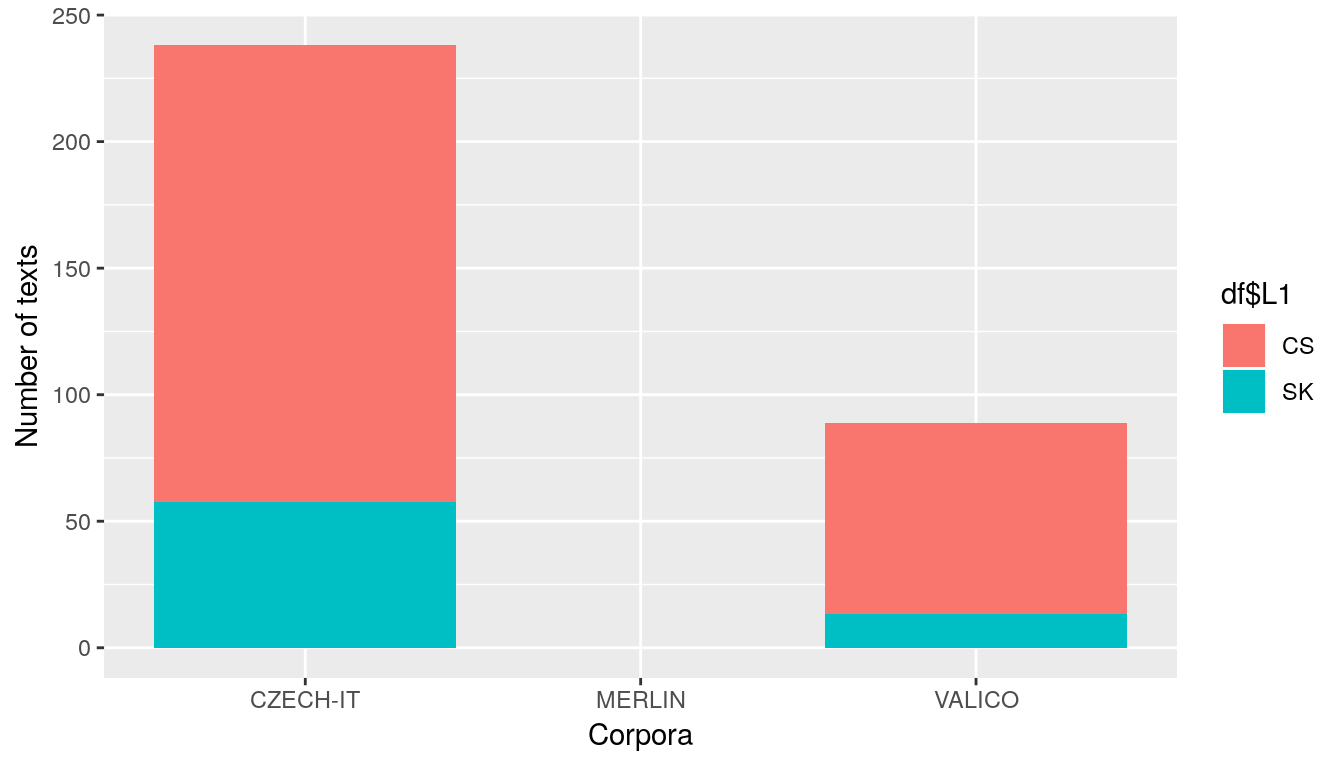 250
200
150
100
50
0
Number of texts
CZECH-IT
MERLIN
VALICO
Corpora
df$L1
CS
SK